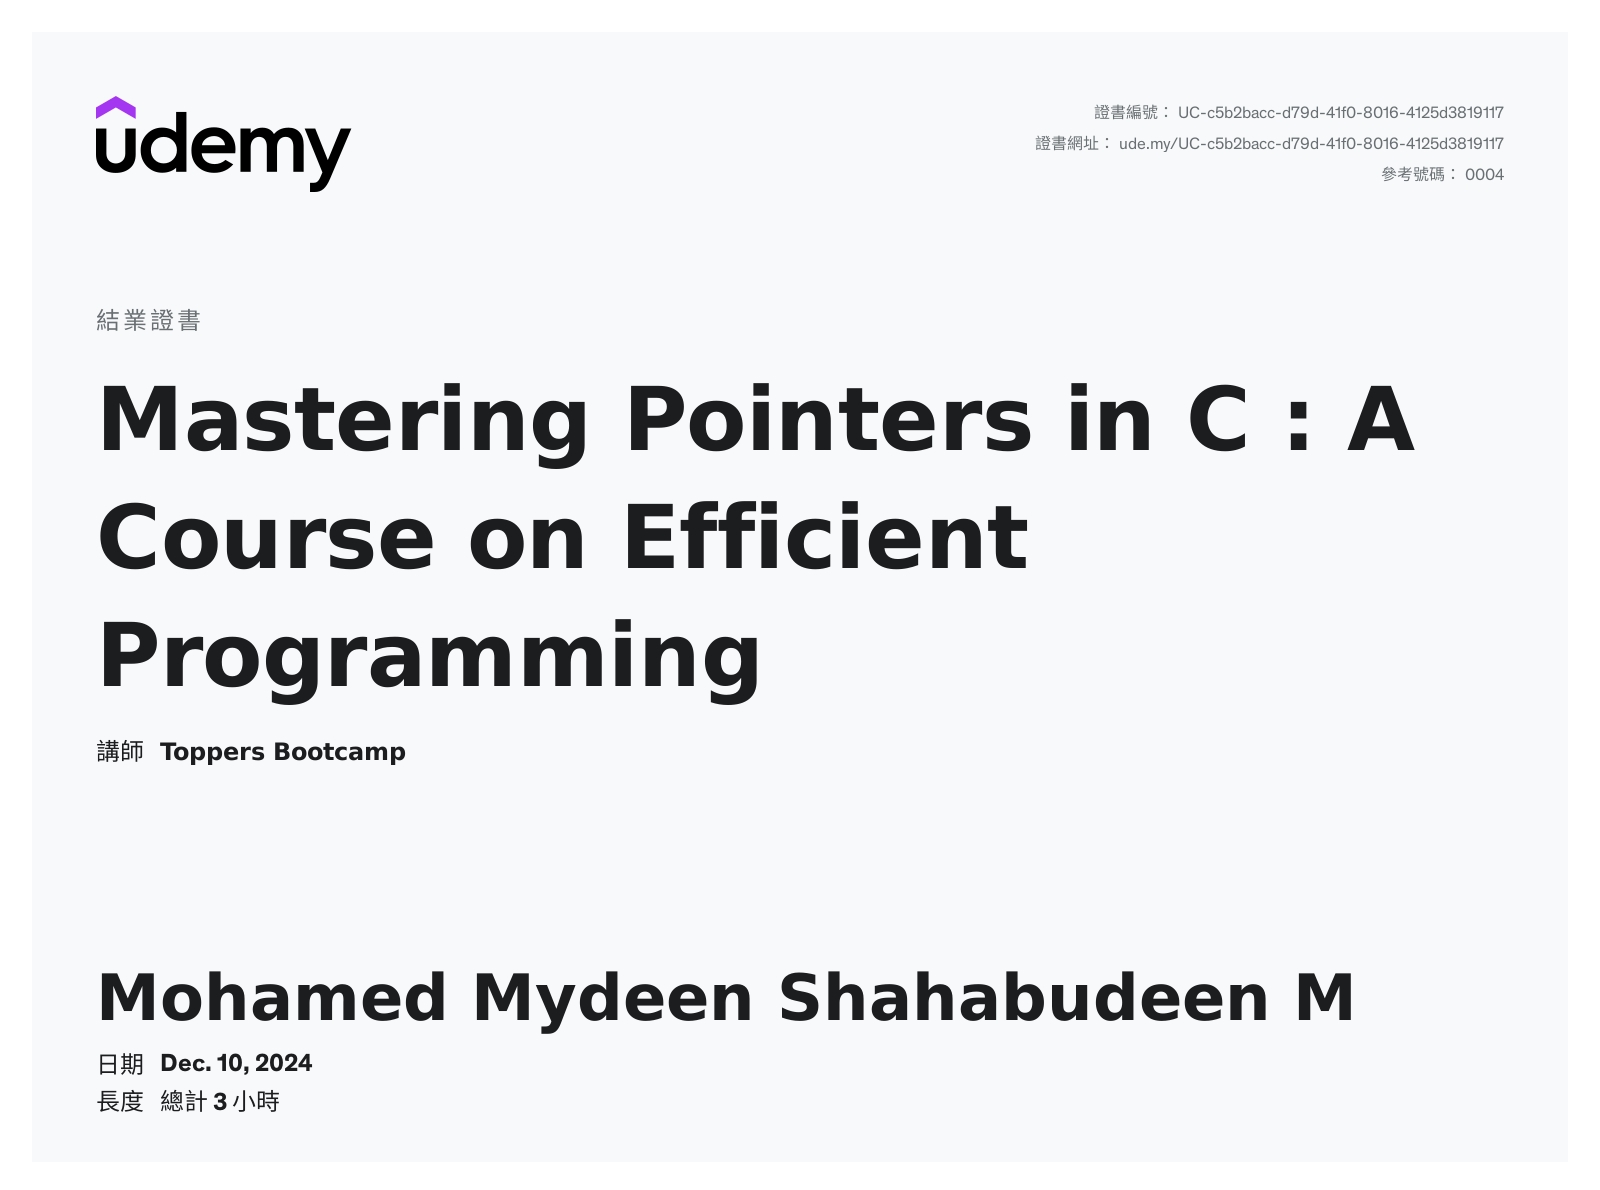 udemy
證書編號： UC-c5b2bacc-d79d-41f0-8016-4125d3819117
證書網址： ude.my/UC-c5b2bacc-d79d-41f0-8016-4125d3819117
參考號碼： 0004
結業證書
Mastering Pointers in C : A
Course on Efficient
Programming
講師 Toppers Bootcamp
Mohamed Mydeen Shahabudeen M
日期 Dec. 10, 2024
長度 總計 3 小時